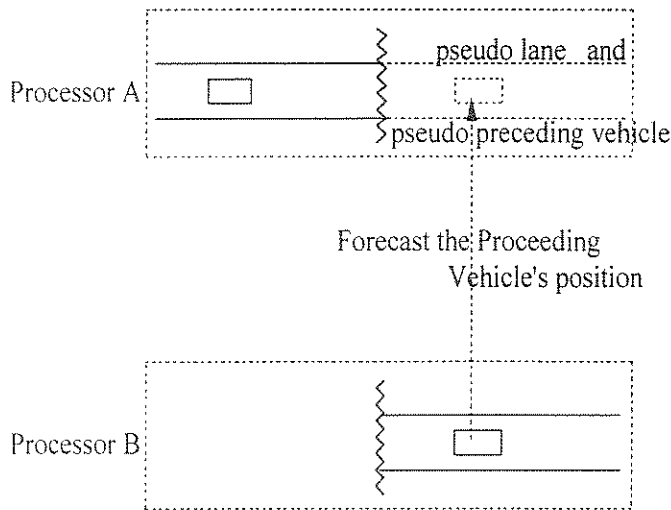 pseudo lane and
Processor A
pseudo preceding vehicle
Forecast the Proceeding
Vehicle's position
Processor B